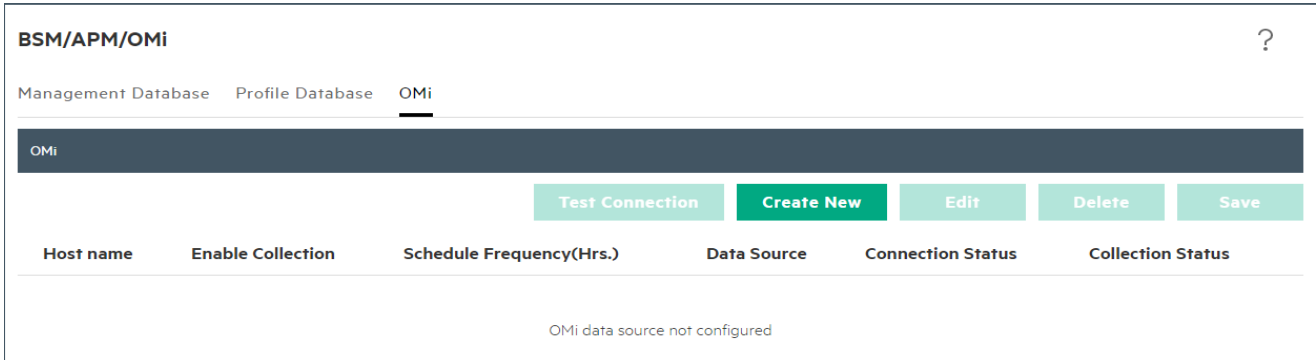 BSM/APM/OMi ?
Management Database Profile Database OMi
OMi
Test Connection Create New Edit Delete Save
Host name Enable Collection Schedule Frequency(Hrs.) Data Source Connection Status Collection Status
OMi data source not configured